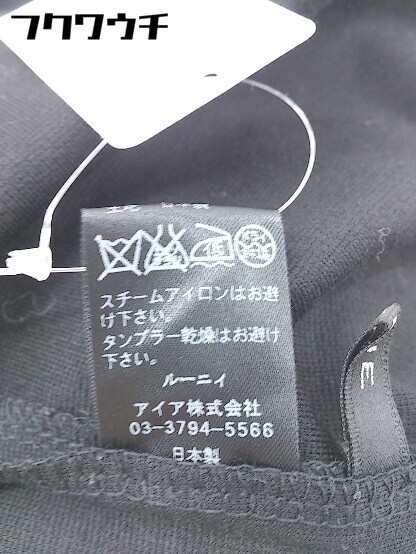 フクワウチ
スチームアイロンはお避
け下さい。
タンブラー乾燥はお避け
下さい。
ルーニィ
アイア株式会社
03-3794-5566
日本製
E